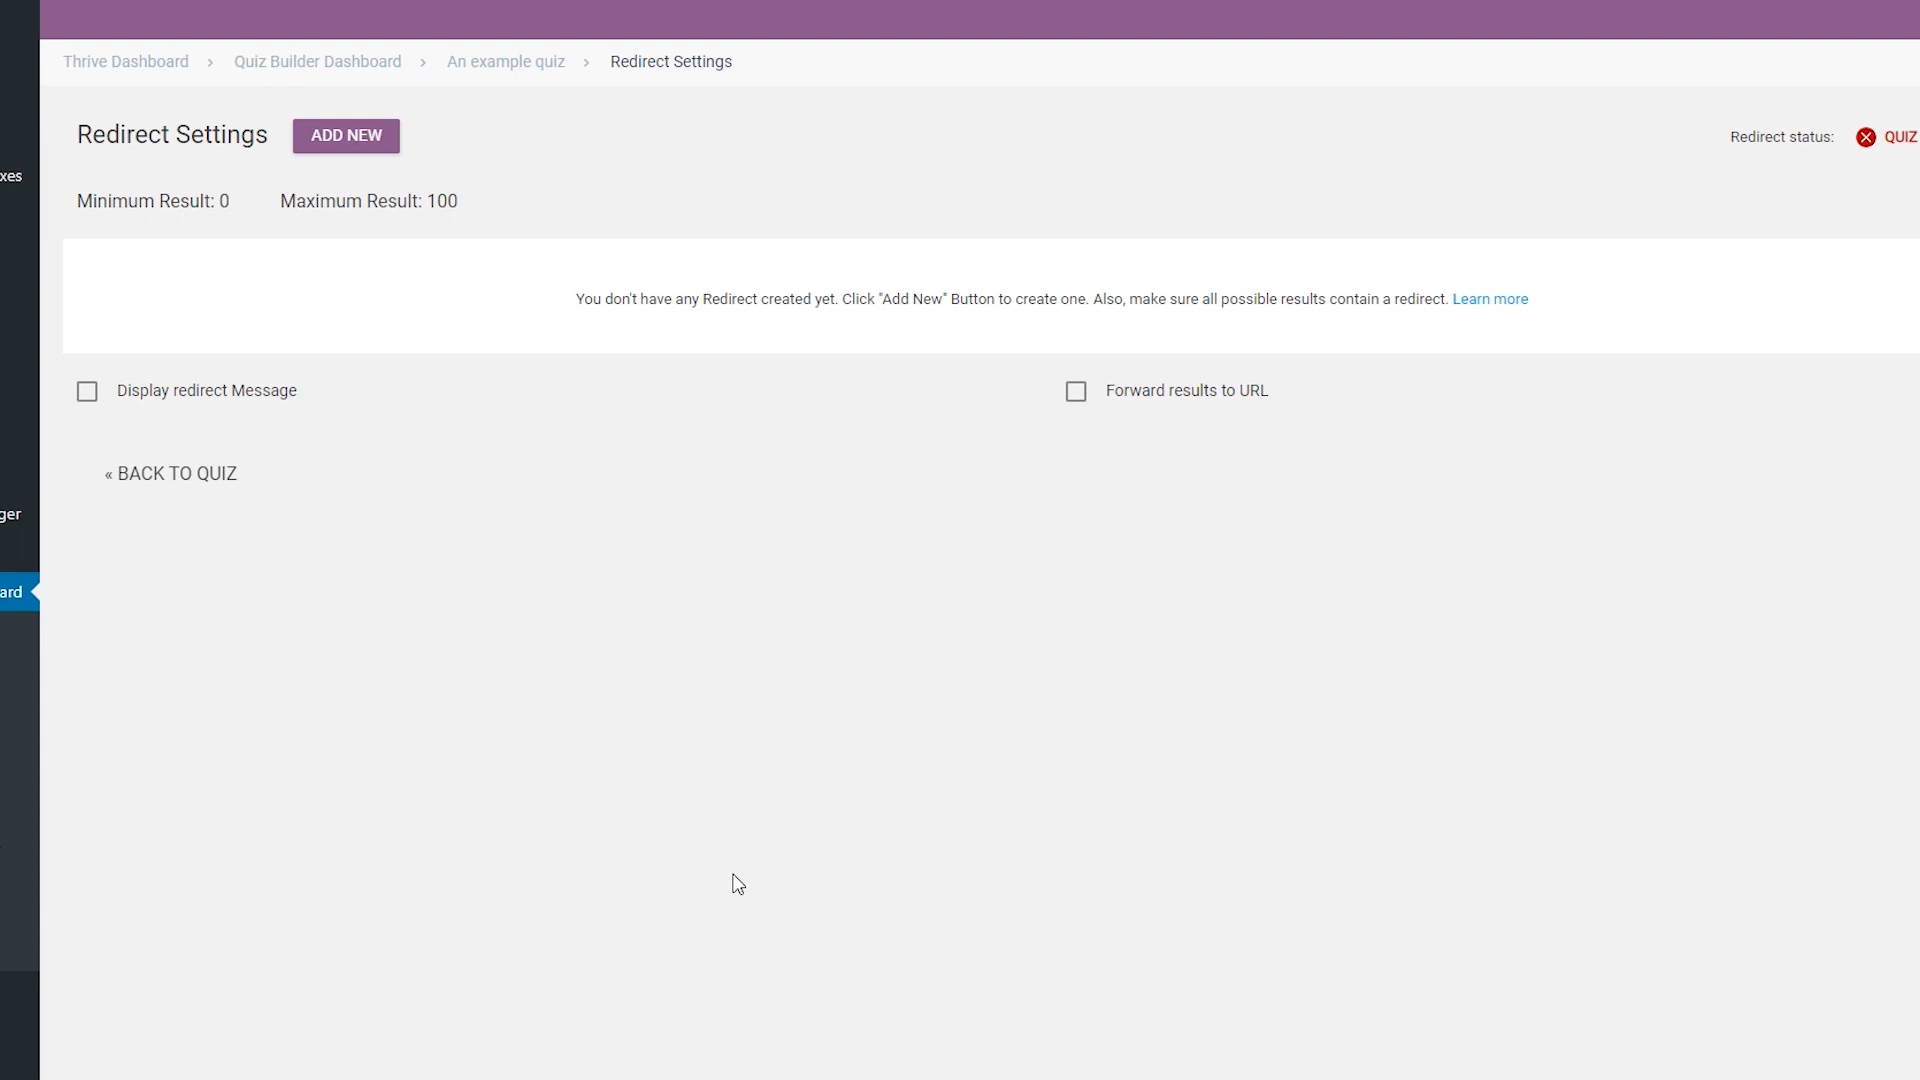 Thrive Dashboard > Quiz Builder Dashboard > An example quiz > Redirect Settings
Redirect Settings ADD NEW Redirect status: QUIZ
xes
Minimum Result: 0 Maximum Result: 100
You don't have any Redirect created yet. Click "Add New" Button to create one. Also, make sure all possible results contain a redirect. Learn more
Display redirect Message Forward results to URL
« BACK TO QUIZ
ger
ard